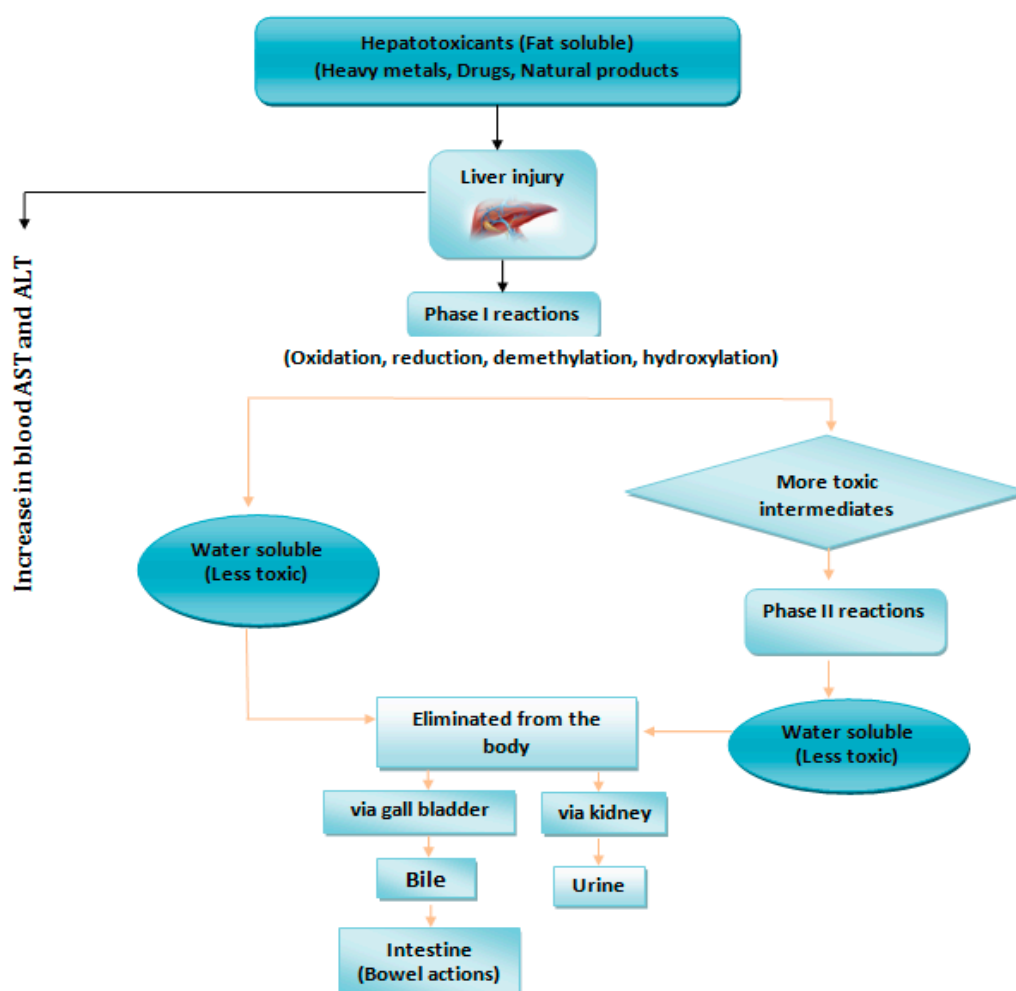 Hepatotoxicants (Fat soluble)
(Heavy metals, Drugs, Natural products
Liver injury
Increase in blood AST and ALT
Phase I reactions
(Oxidation, reduction, demethylation, hydroxylation)
More toxic
intermediates
Water soluble
(Less toxic)
Phase II reactions
Eliminated from the
body
Water soluble
(Less toxic)
via gall bladder
via kidney
Bile
Urine
Intestine
(Bowel actions)